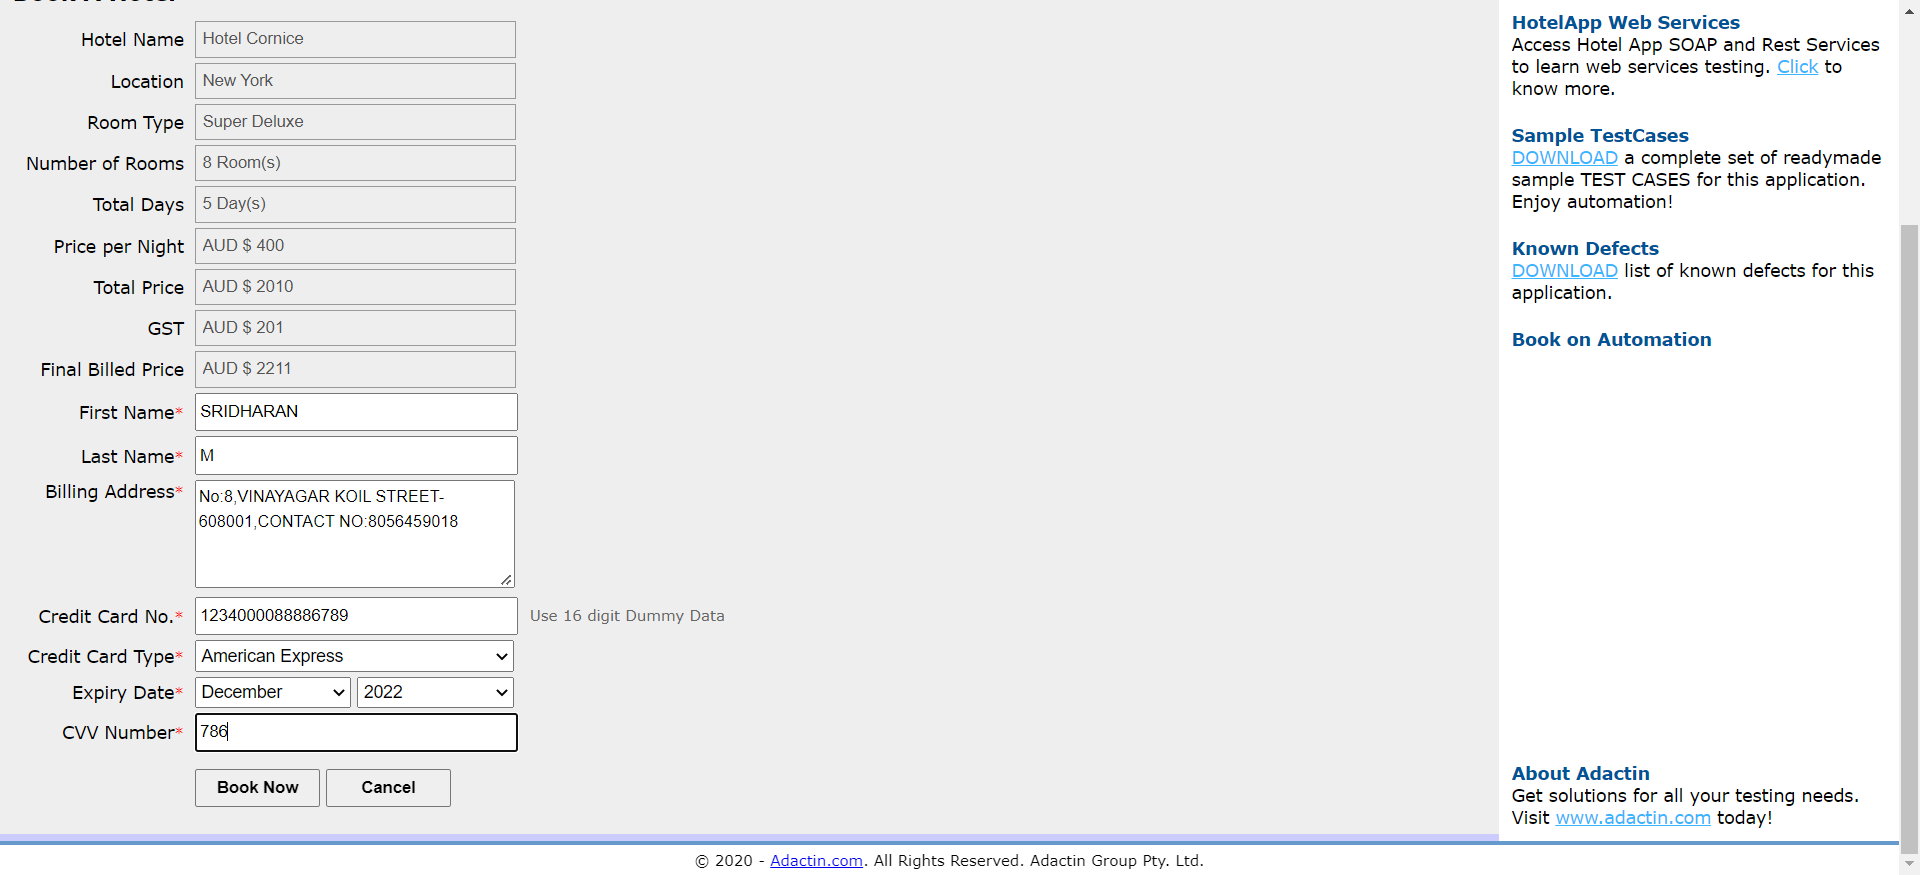 Hotel Name Hotel Cornice
Location New York
Room Type Super Deluxe
Number of Rooms 8 Room(s)
Total Days 5 Day(s)
Price per Night AUD $ 400
Total Price AUD $ 2010
GST AUD $ 201
Final Billed Price AUD $ 2211
First Name* SRIDHARAN
Last Name* M
Billing Address* No:8,VINAYAGAR KOIL STREET-
608001,CONTACT NO:8056459018
Credit Card No.* 1234000088886789 Use 16 digit Dummy Data
Credit Card Type* American Express
Expiry Date* December 2022
CVV Number* 786
Book Now Cancel
HotelApp Web Services
Access Hotel App SOAP and Rest Services
to learn web services testing. Click to
know more.
Sample TestCases
DOWNLOAD a complete set of readymade
sample TEST CASES for this application.
Enjoy automation!
Known Defects
DOWNLOAD list of known defects for this
application.
Book on Automation
About Adactin
Get solutions for all your testing needs.
Visit www.adactin.com today!
© 2020 - Adactin.com. All Rights Reserved. Adactin Group Pty. Ltd.